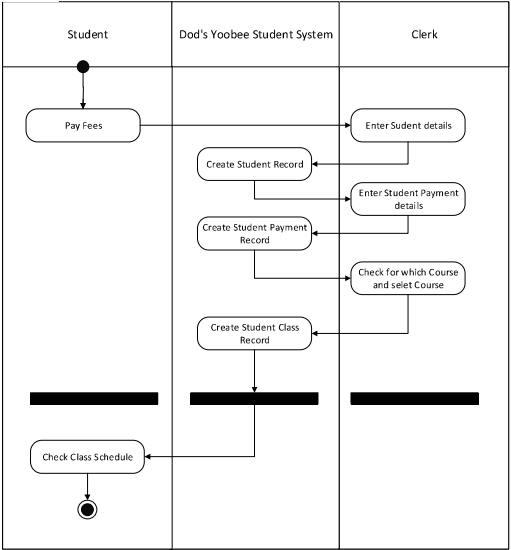 Student
Dod's Yoobee Student System
Clerk
Pay Fees
Enter Sudent details
Create Student Record
Enter Student Payment
details
Create Student Payment
Record
Check for which Course
and selet Course
Create Student Class
Record
Check Class Schedule